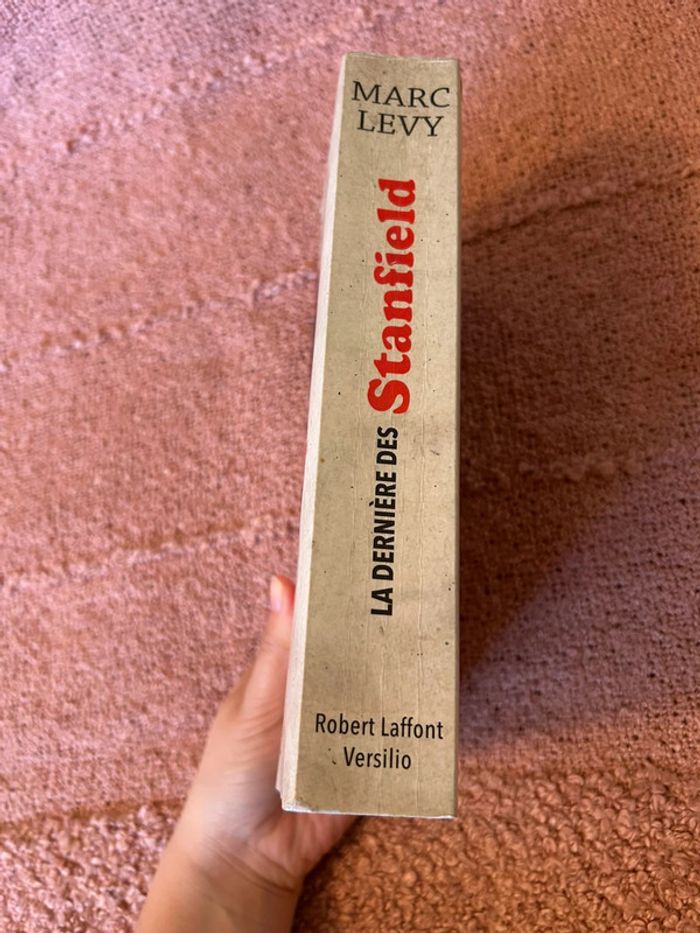 MARC
LEVY
LA DERNIÈRE DES Stanfield
Robert Laffont
Versilio